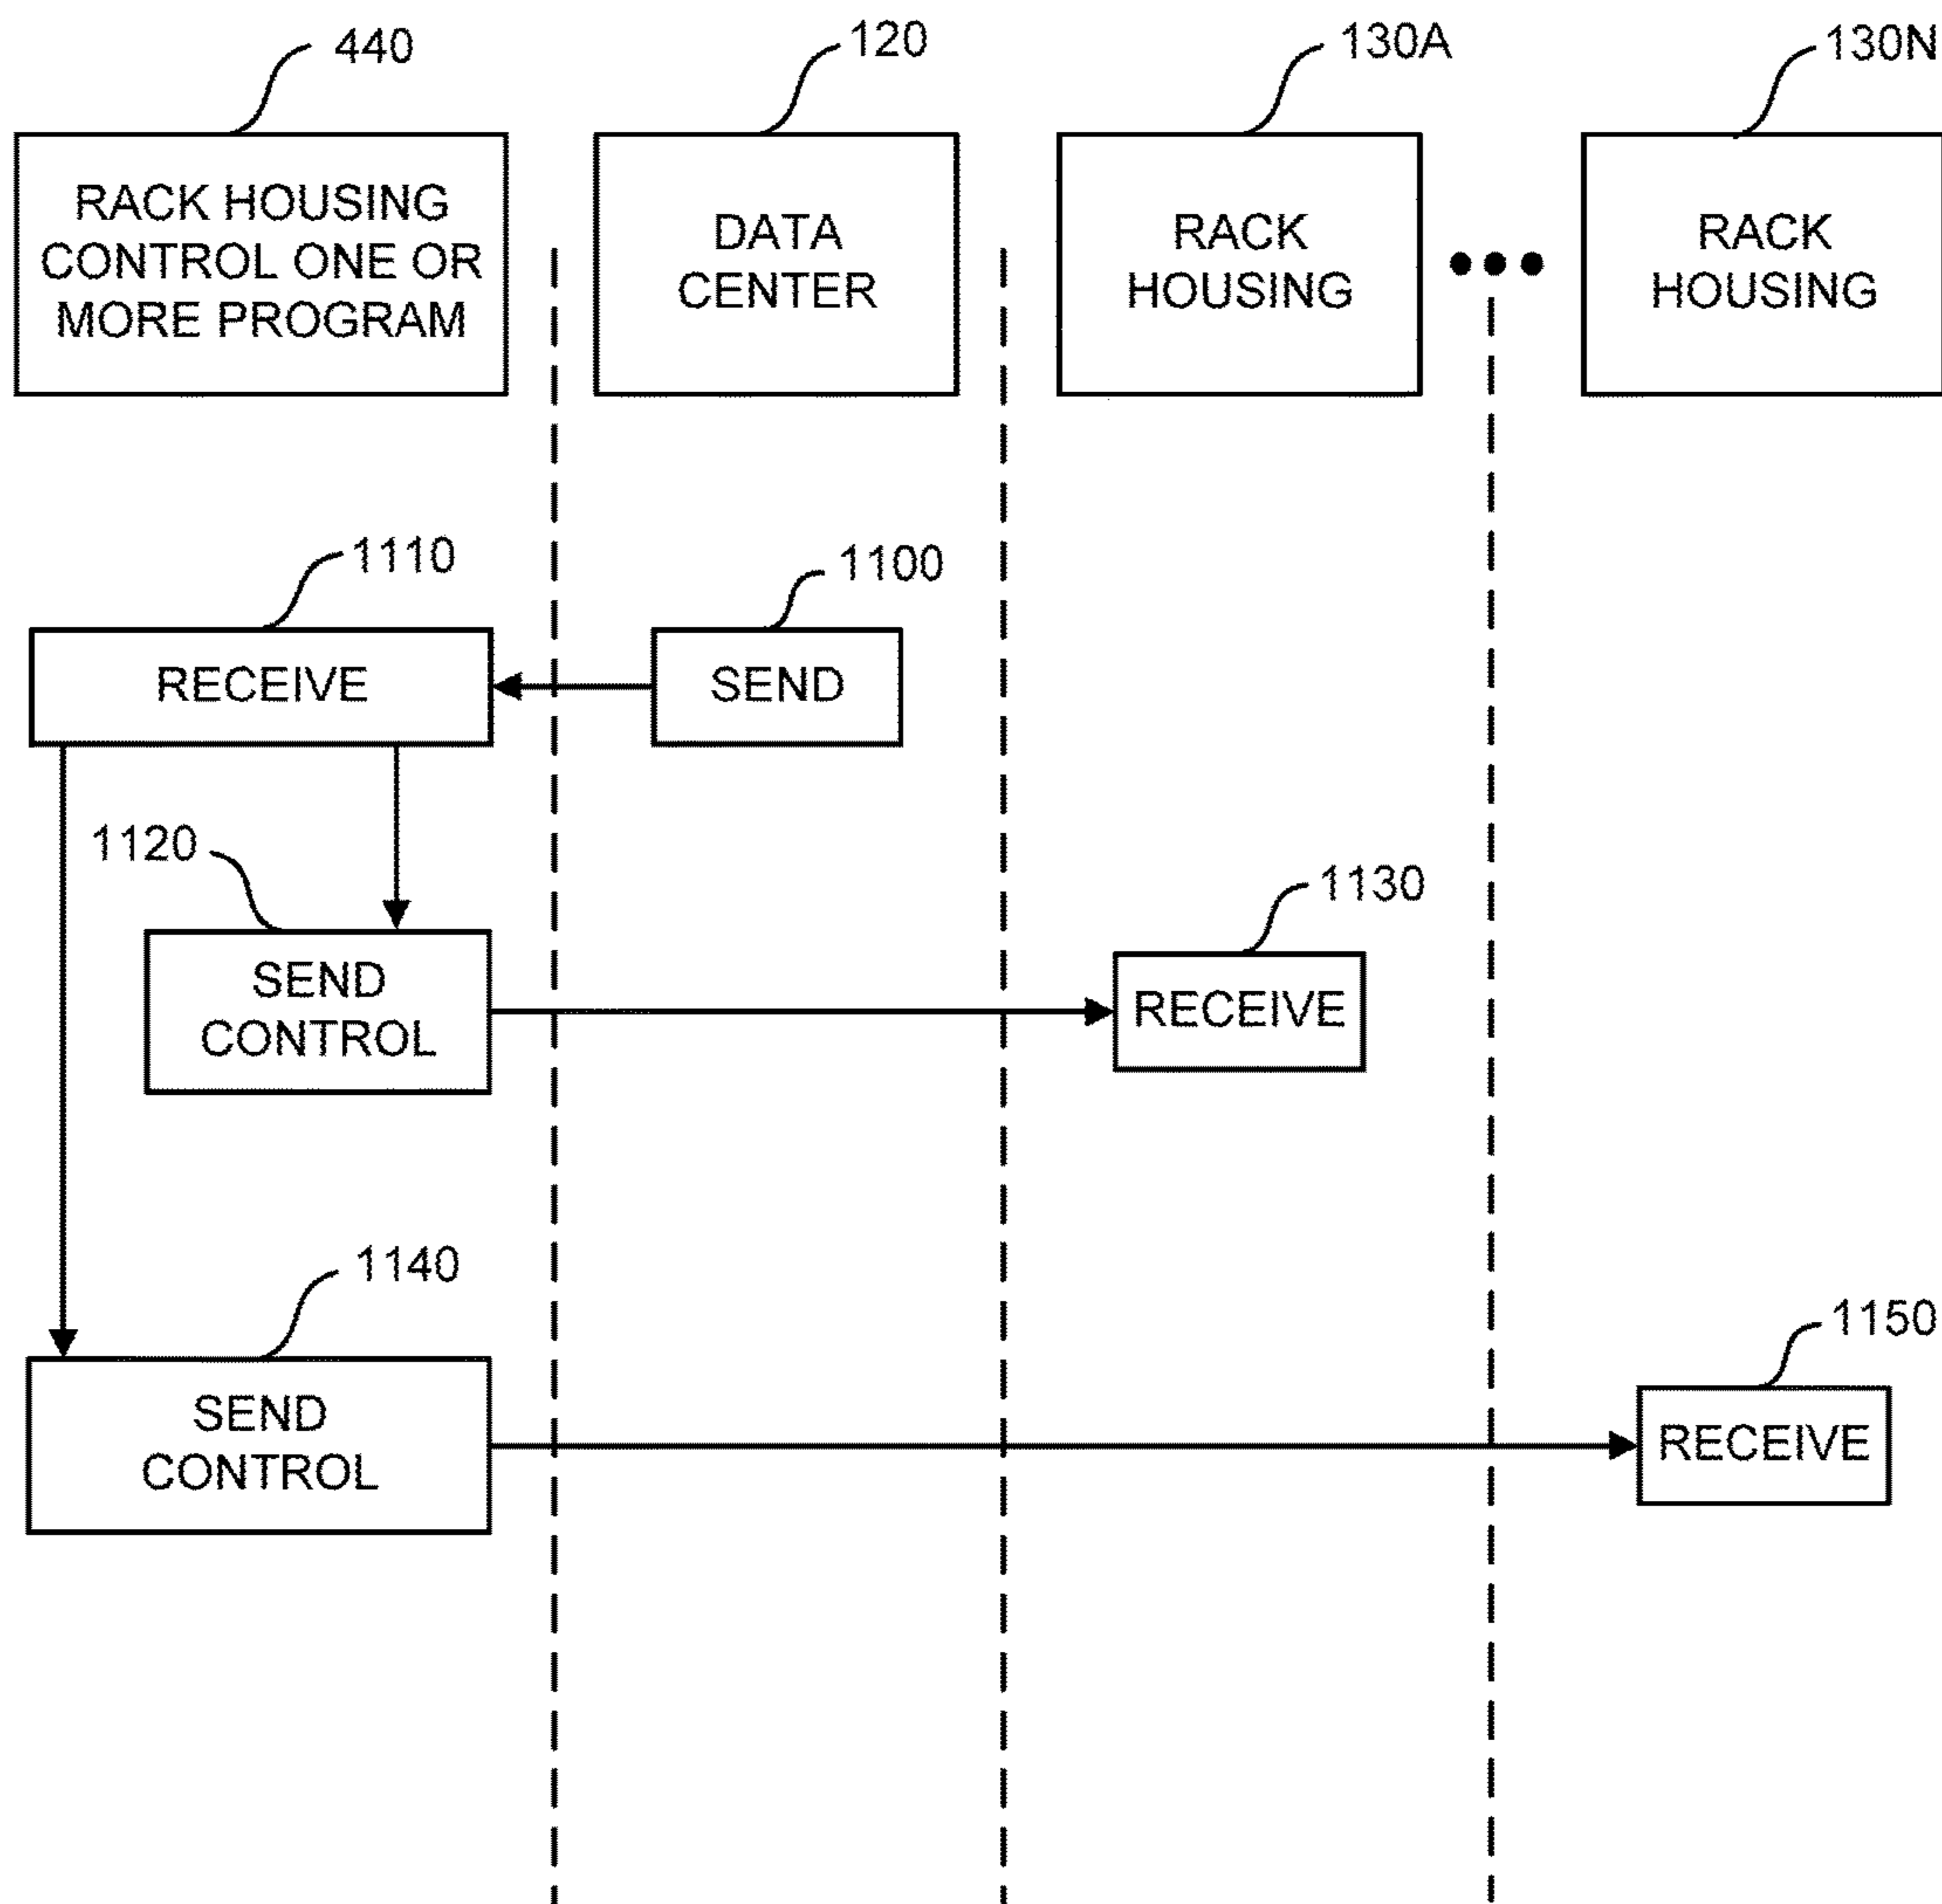 440
120
130A
130N
RACK HOUSING
CONTROL ONE OR
MORE PROGRAM
DATA
CENTER
RACK
HOUSING
RACK
HOUSING
1110
1100
RECEIVE
SEND
1120
1130
SEND
CONTROL
RECEIVE
1140
1150
SEND
CONTROL
RECEIVE